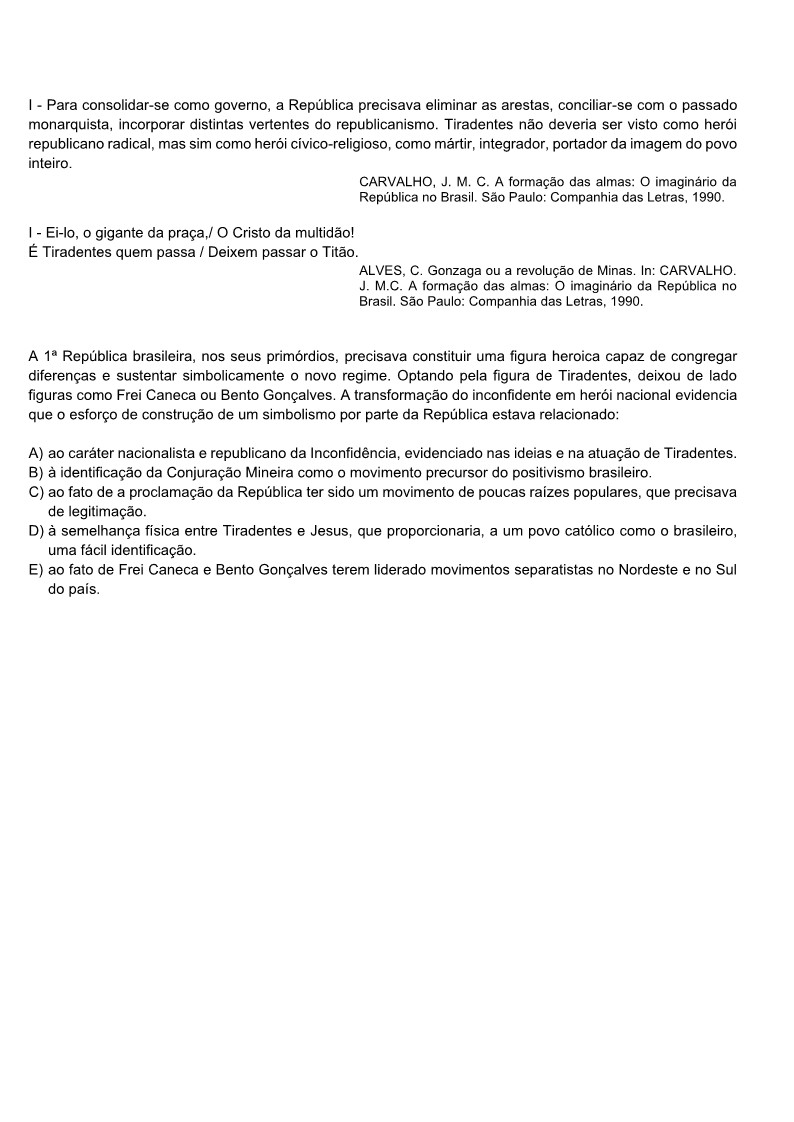 I - Para consolidar-se como governo, a República precisava eliminar as arestas, conciliar-se com o passado
monarquista, incorporar distintas vertentes do republicanismo. Tiradentes não deveria ser visto como herói
republicano radical, mas sim como herói cívico-religioso, como mártir, integrador, portador da imagem do povo
inteiro.
CARVALHO, J. M. C. A formação das almas: O imaginário da
República no Brasil. São Paulo: Companhia das Letras, 1990.
I - Ei-lo, o gigante da praça,/ O Cristo da multidão!
É Tiradentes quem passa / Deixem passar o Titão.
ALVES, C. Gonzaga ou a revolução de Minas. In: CARVALHO.
J. M.C. A formação das almas: O imaginário da República no
Brasil. São Paulo: Companhia das Letras, 1990.
A 1ª República brasileira, nos seus primórdios, precisava constituir uma figura heroica capaz de congregar
diferenças e sustentar simbolicamente o novo regime. Optando pela figura de Tiradentes, deixou de lado
figuras como Frei Caneca ou Bento Gonçalves. A transformação do inconfidente em herói nacional evidencia
que o esforço de construção de um simbolismo por parte da República estava relacionado:
A) ao caráter nacionalista e republicano da Inconfidência, evidenciado nas ideias e na atuação de Tiradentes.
B) à identificação da Conjuração Mineira como o movimento precursor do positivismo brasileiro.
C) ao fato de a proclamação da República ter sido um movimento de poucas raízes populares, que precisava
de legitimação.
D) à semelhança física entre Tiradentes e Jesus, que proporcionaria, a um povo católico como o brasileiro,
uma fácil identificação.
E) ao fato de Frei Caneca e Bento Gonçalves terem liderado movimentos separatistas no Nordeste e no Sul
do país.